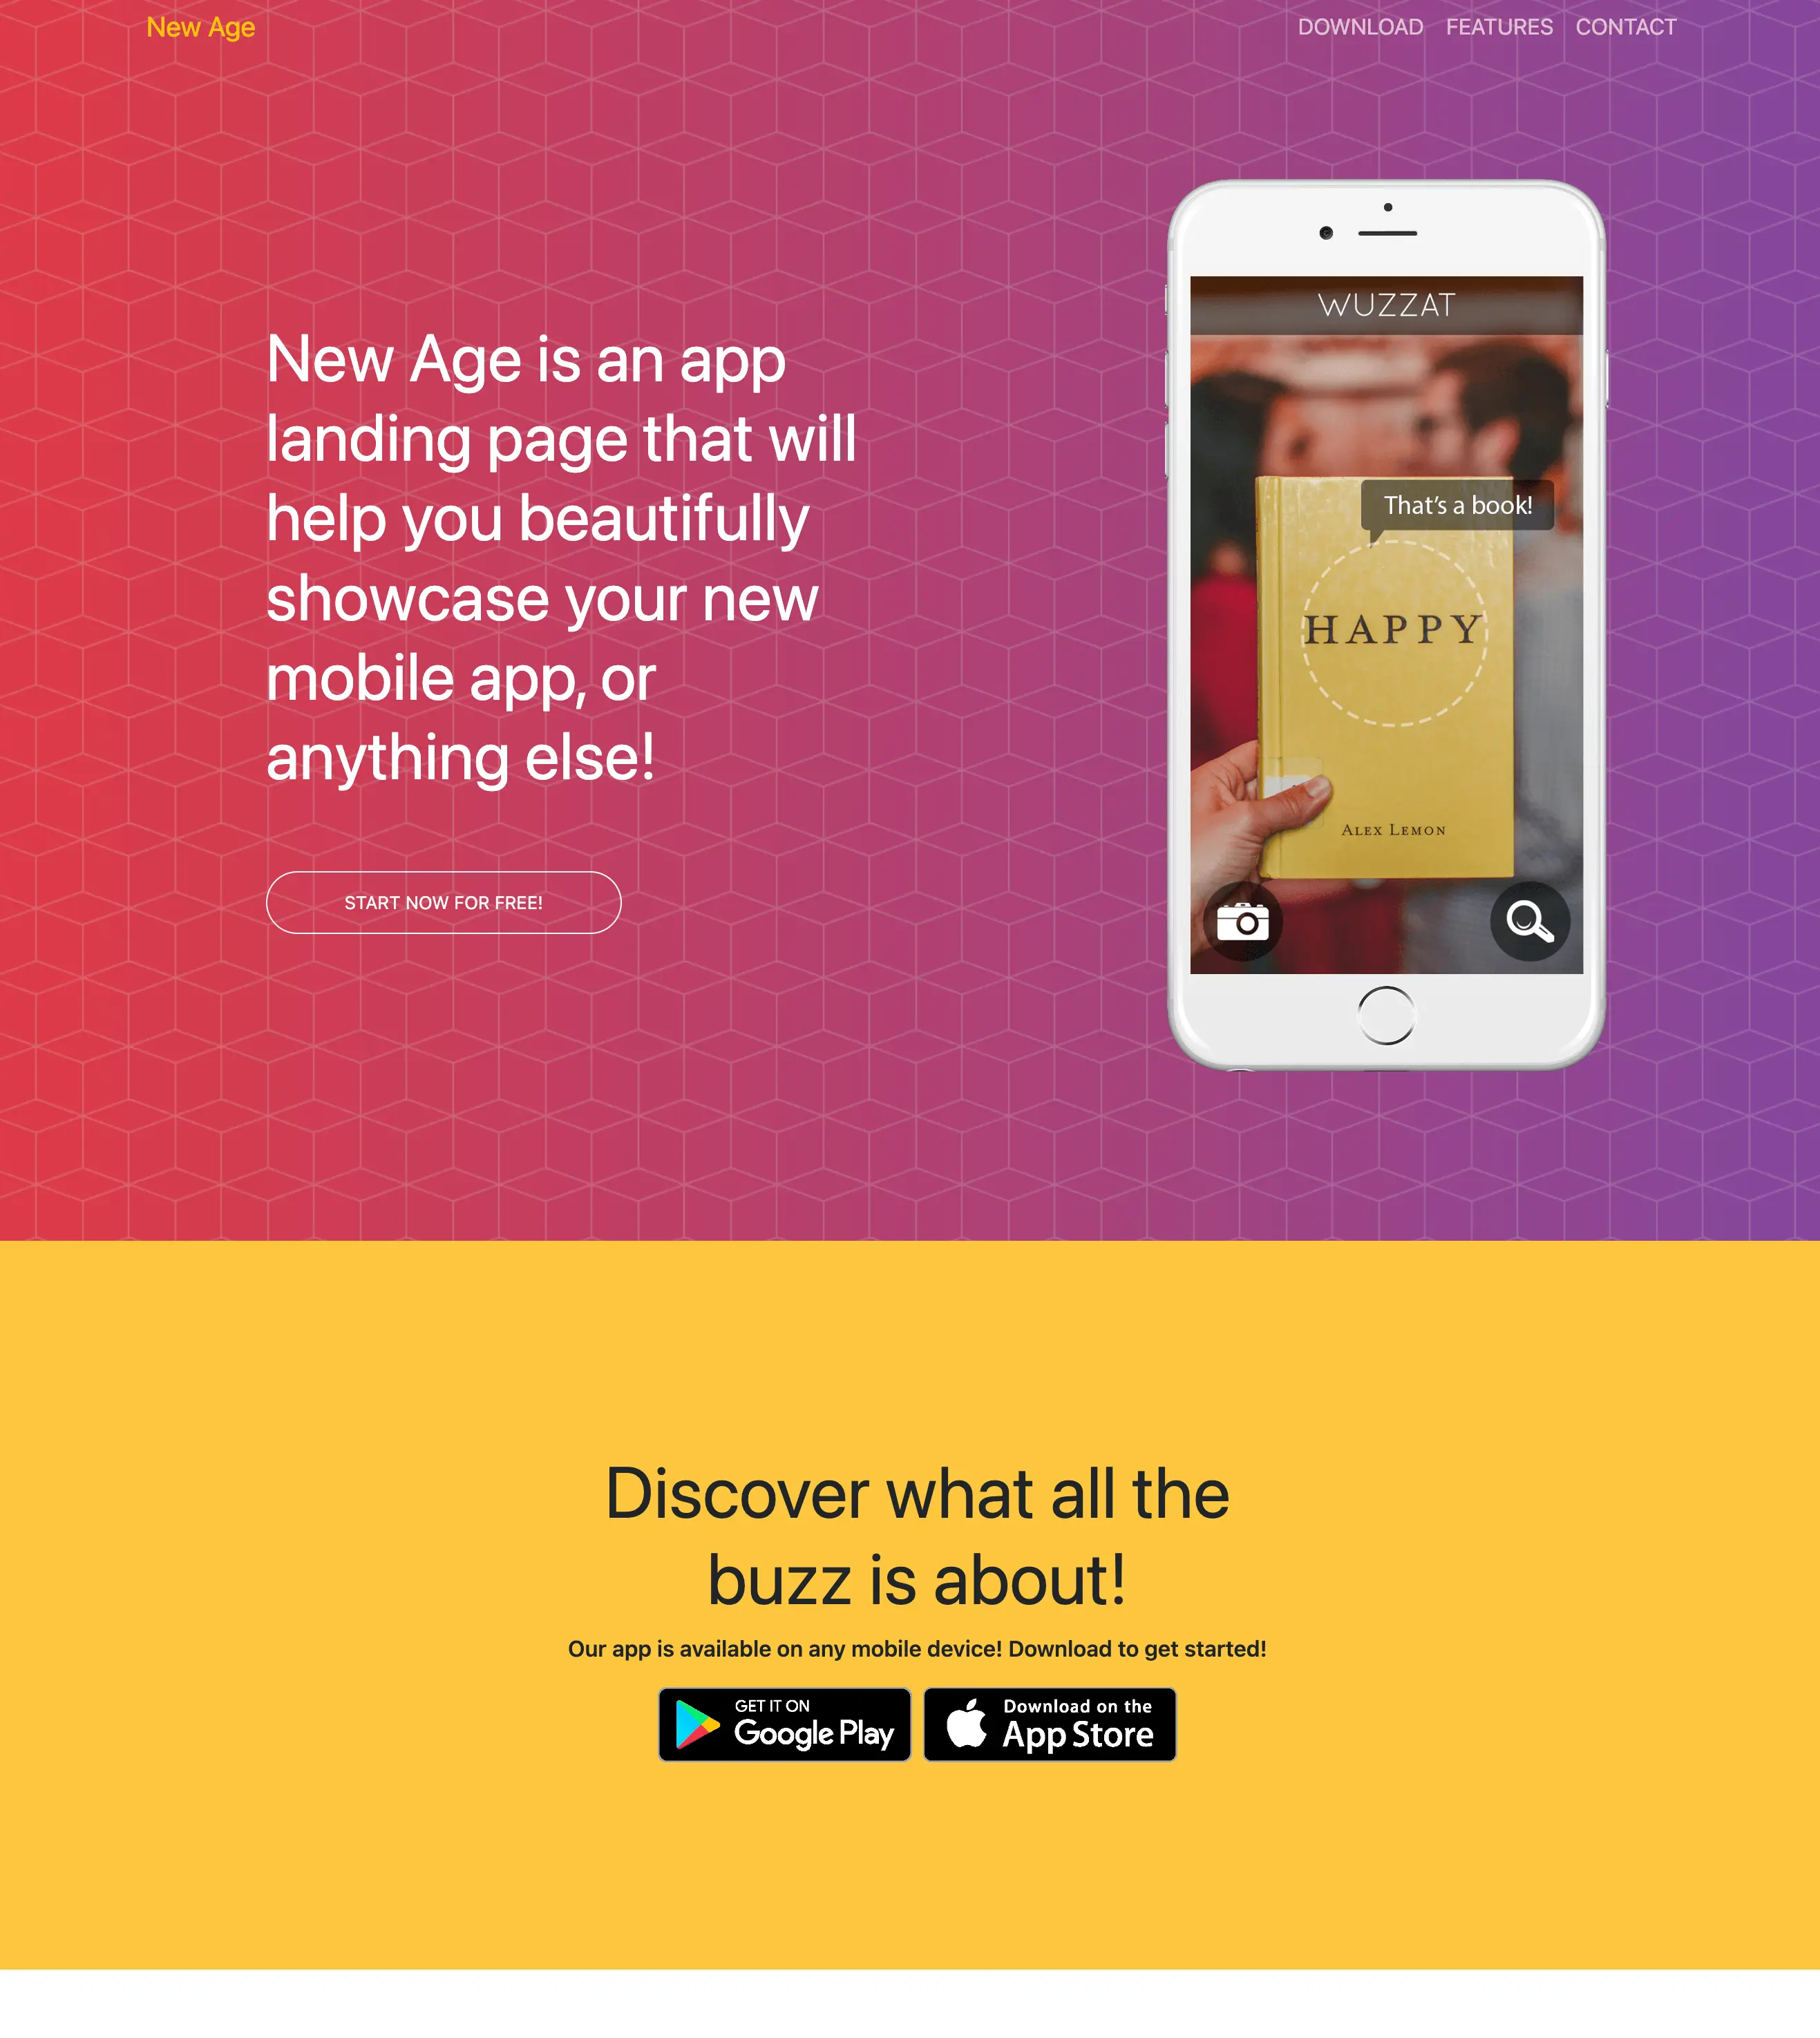 New Age
DOWNLOAD FEATURES CONTACT
New Age is an app
landing page that will
help you beautifully
showcase your new
mobile app, or
anything else!
START NOW FOR FREE!
WUZZAT
That’s a book!
HAPPY
ALEX LEMON
Discover what all the
buzz is about!
Our app is available on any mobile device! Download to get started!
GET IT ON
Google Play
Download on the
App Store